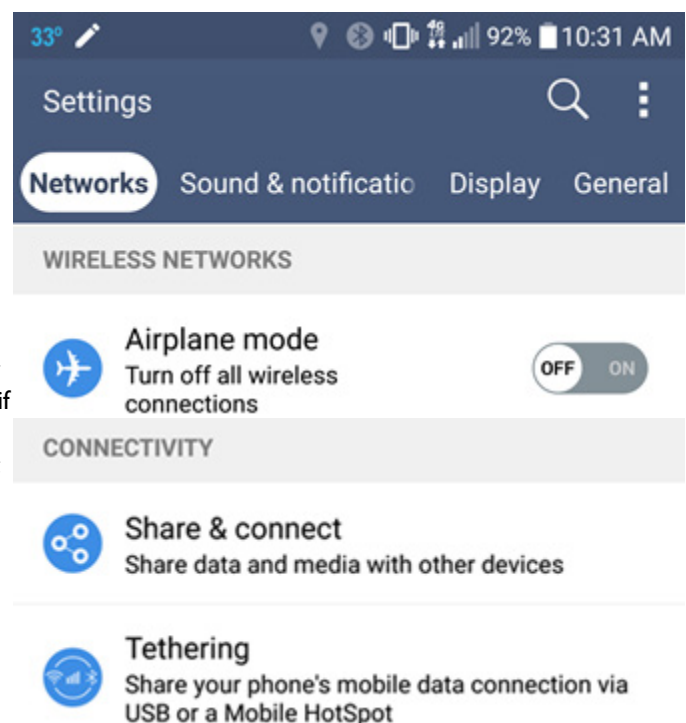 33° 92% 10:31 AM
Settings
Networks Sound & notificatio Display General
WIRELESS NETWORKS
Airplane mode
Turn off all wireless
connections
OFF ON
if
CONNECTIVITY
Share & connect
Share data and media with other devices
Tethering
Share your phone's mobile data connection via
USB or a Mobile HotSpot